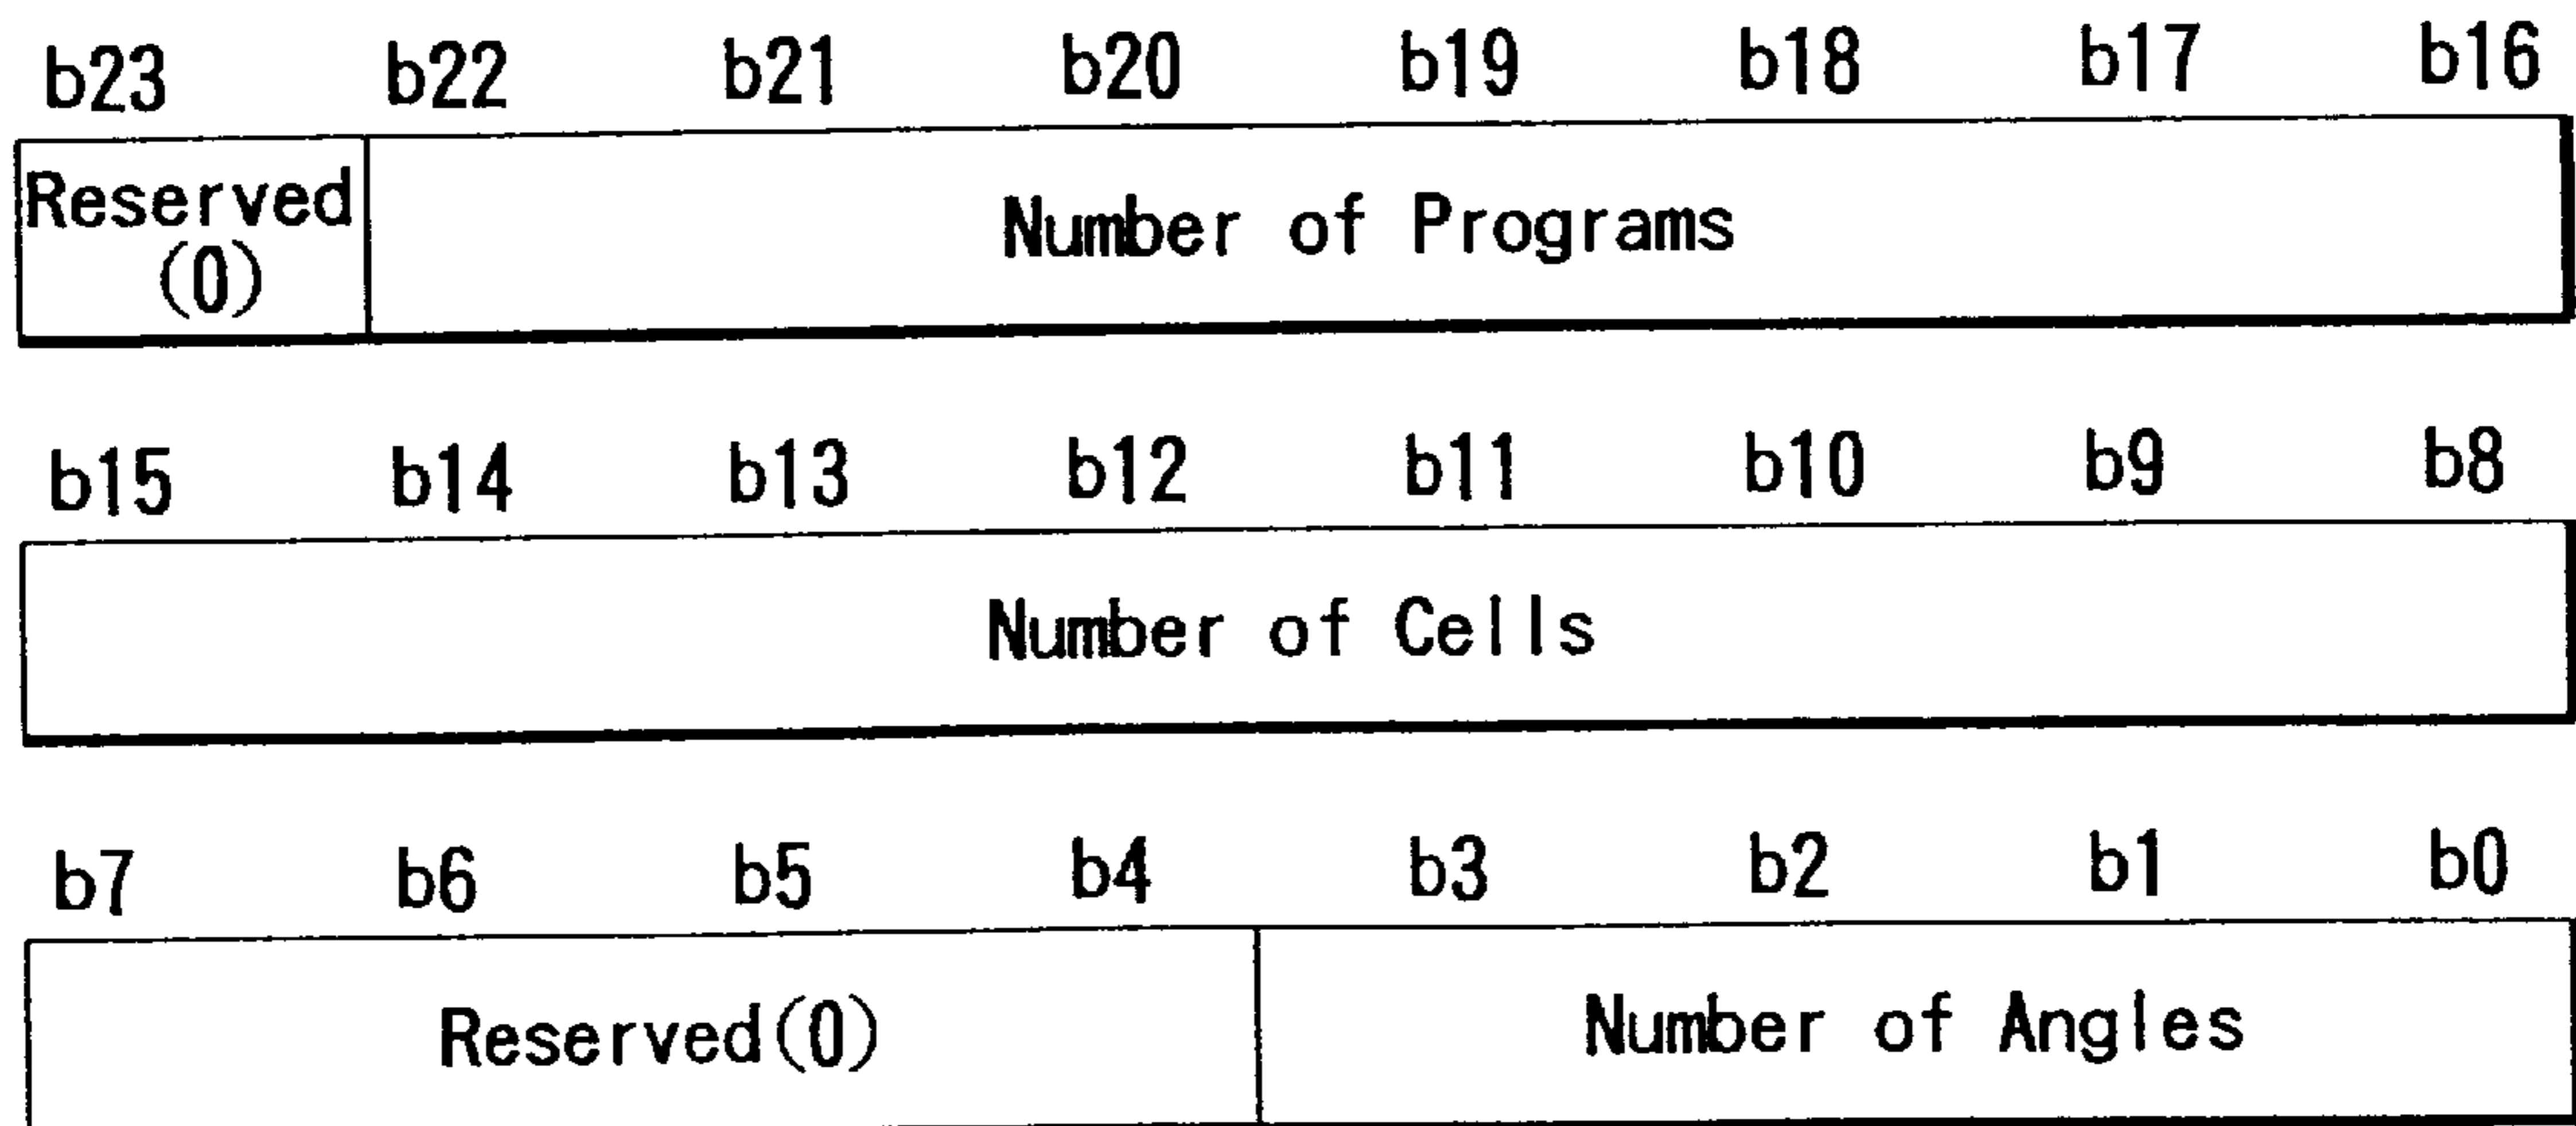 b23 b22 b21 b20 b19 b18 b17 b16
Reserved
(0)
Number of Programs
b15 b14 b13 b12 b11 b10 b9 b8
Number of Cells
b7 b6 b5 b4 b3 b2 b1 b0
Reserved(0) Number of Angles